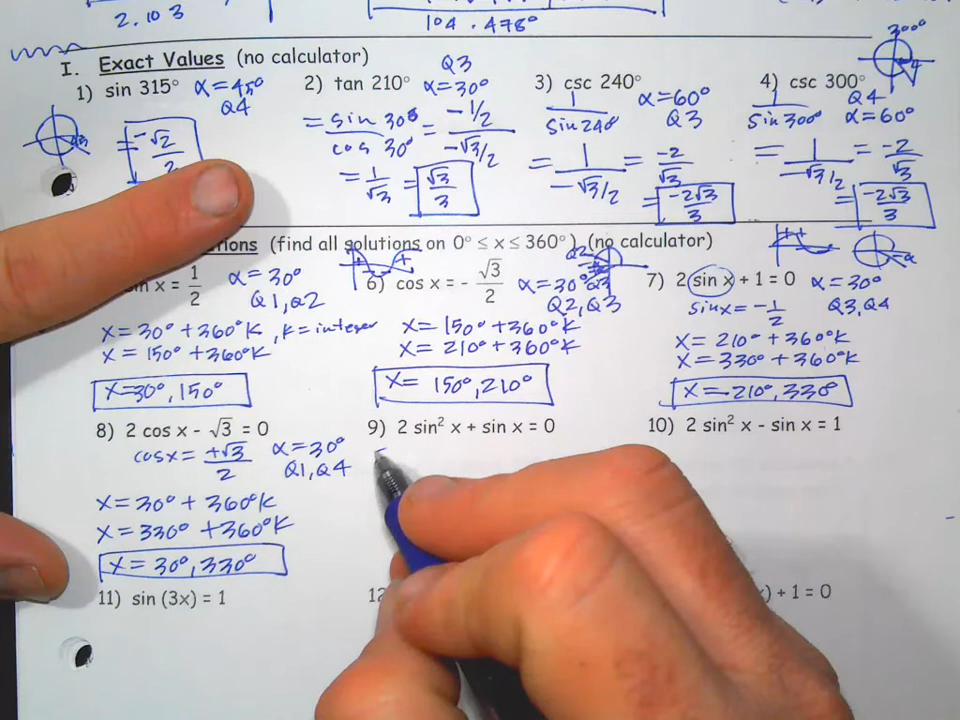 2.103
104.478°
I. Exact Values (no calculator)
1) sin 315° α=45°
Q4
= -√2/2
2) tan 210° α=30°
Q3
= sin 30°/cos 30° = -1/2/-√3/2
= 1/√3 = √3/3
3) csc 240°
1/sin 240° α=60°
Q3
= 1/-√3/2 = -2/√3
= -2√3/3
4) csc 300°
300°
1/sin 300° Q4
α=60°
= 1/-√3/2 = -2/√3
= -2√3/3
(find all solutions on 0° ≤ x ≤ 360°) (no calculator)
x = 1/2 α=30°
Q1,Q2
x=30°+360°K, K=integer
x=150°+360°K
x=30°,150°
6) cos x = -√3/2 α=30°
Q2,Q3
x=150°+360°K
x=210°+360°K
x= 150°,210°
7) 2 sin x + 1 = 0 α=30°
sinx=-1/2 Q3,Q4
x=210°+360°K
x=330°+360°K
x=210°,330°
8) 2 cos x - √3 = 0
cosx= +√3/2 α=30°
Q1,Q4
x=30°+360°K
x=330°+360°K
x=30°,330°
9) 2 sin² x + sin x = 0
10) 2 sin² x - sin x = 1
11) sin (3x) = 1
) + 1 = 0